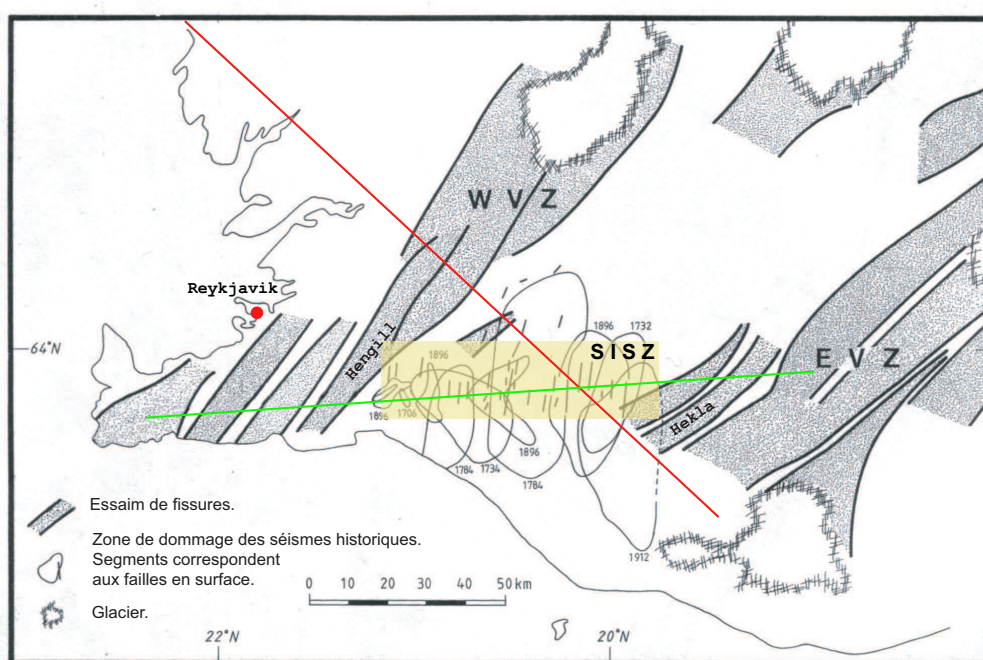 W V Z
Reykjavik
64°N
Hengill
1896
1732
S I S Z
E V Z
1896
1896
1706
Hekla
1896
1784
1734
1784
1912
Essaim de fissures.
Zone de dommage des séismes historiques.
Segments correspondent
aux failles en surface.
Glacier.
0 10 20 30 40 50 km
22°N
20°N